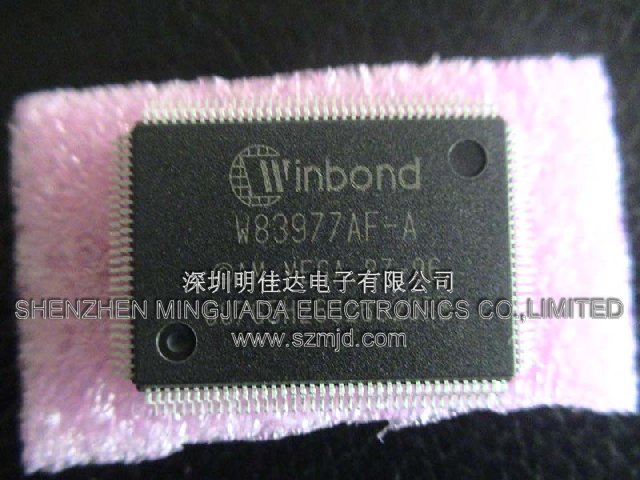 Winbond
W83977AF-A
深圳明佳达电子有限公司
SHENZHEN MINGJIADA ELECTRONICS CO,.LIMITED
www.szmjd.com